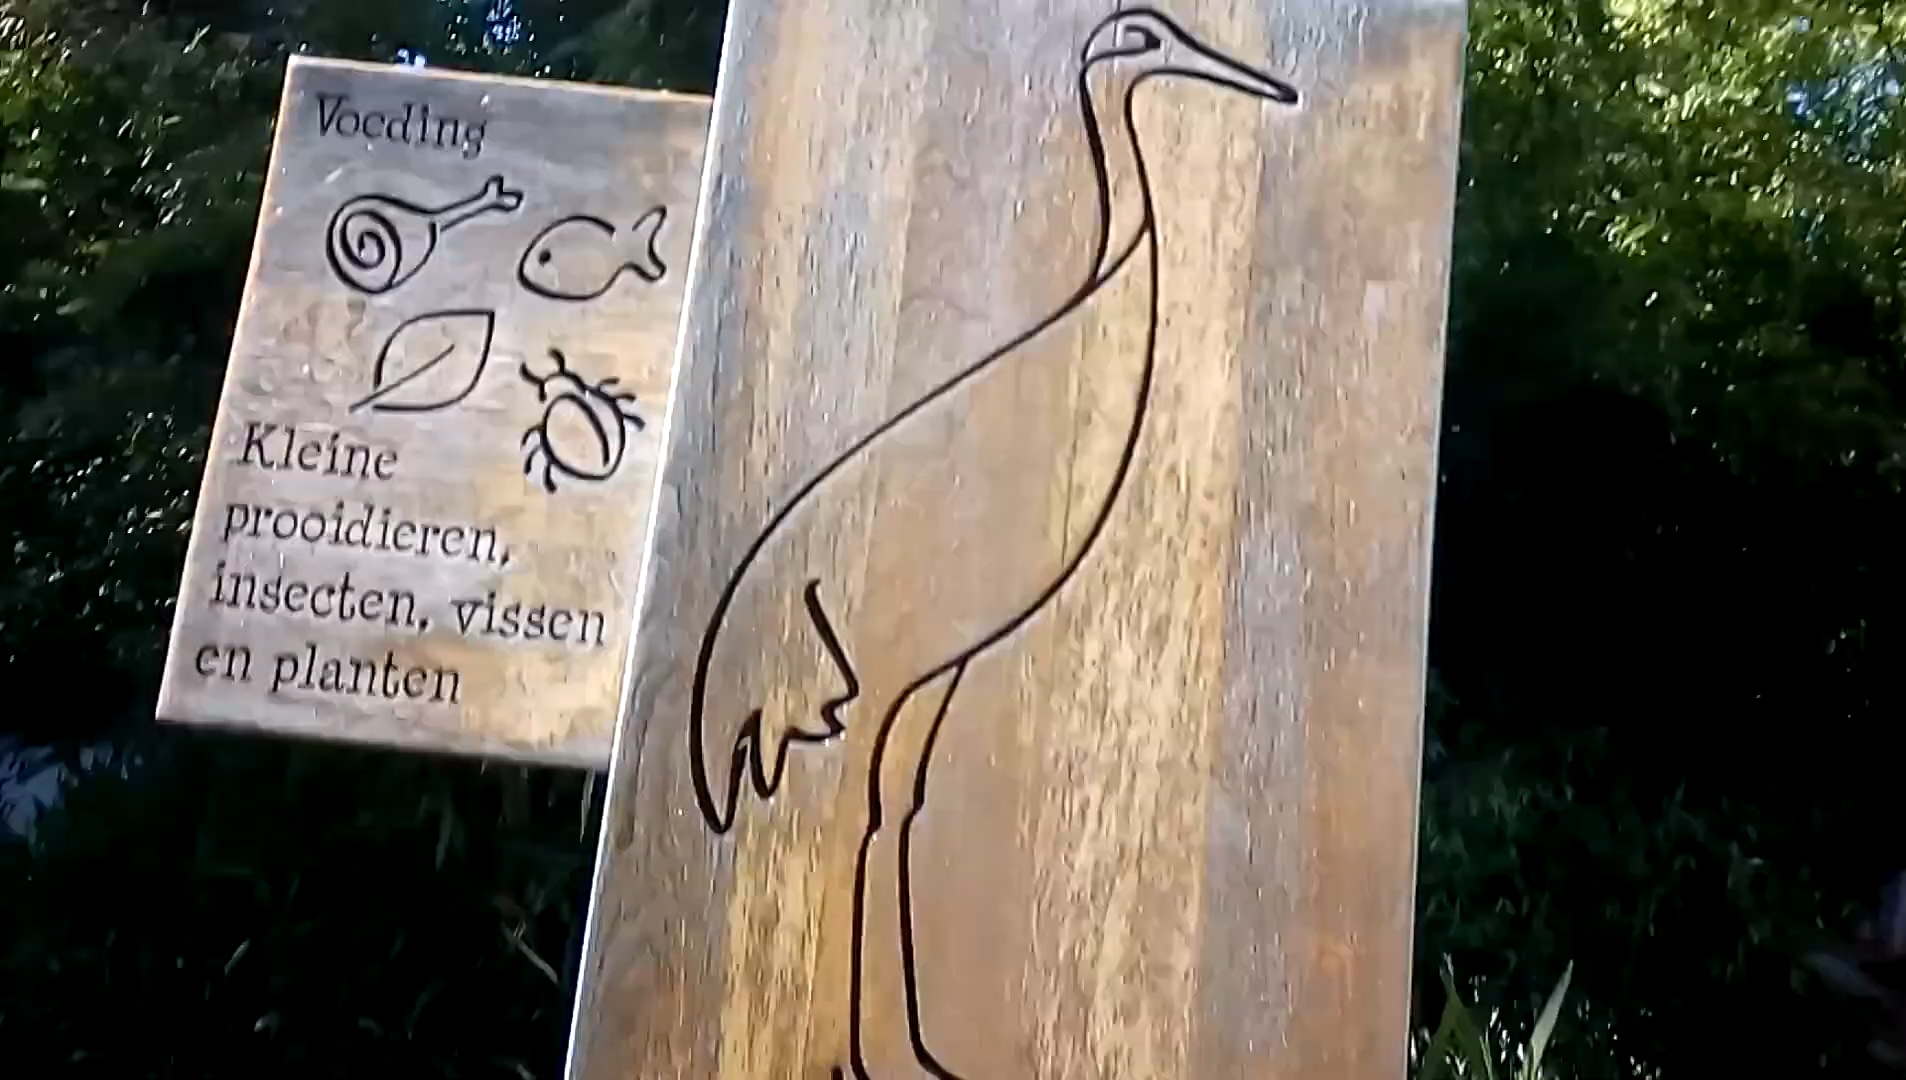 Voeding
Kleine
prooidieren,
insecten, vissen
en planten